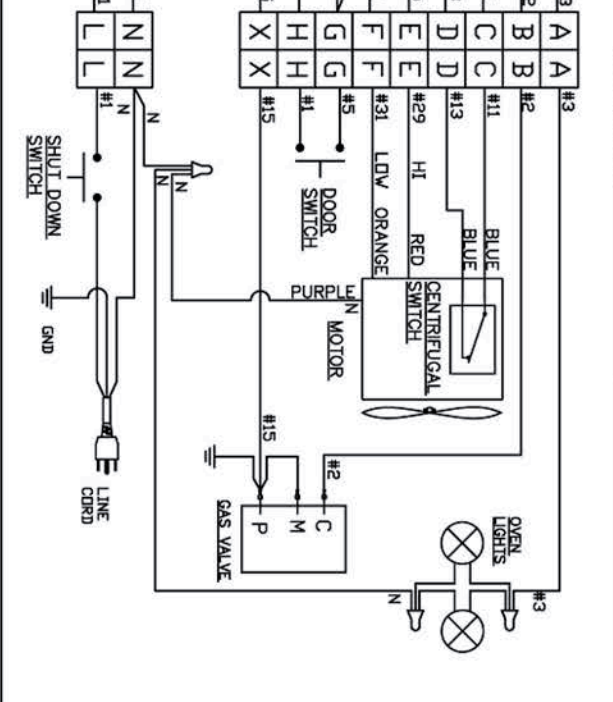 L N X H G F E D C B A
L N X H G F E D C B A
#1
N
N
#15
#1
#5
#31
#29
#13
#11
#2
#3
SHUT DOWN
SWITCH
N
N
DOOR
SWITCH
LOW ORANGE
HI RED
BLUE
BLUE
PURPLE
N
CENTRIFUGAL
SWITCH
MOTOR
GND
LINE
CORD
#15
#2
P M C
GAS VALVE
OVEN
LIGHTS
N
#3